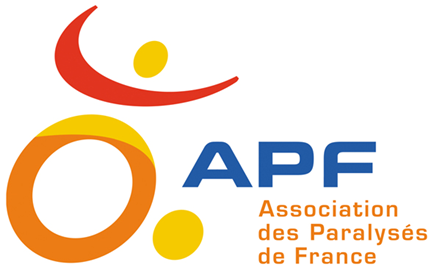 APF
Association
des Paralysés
de France